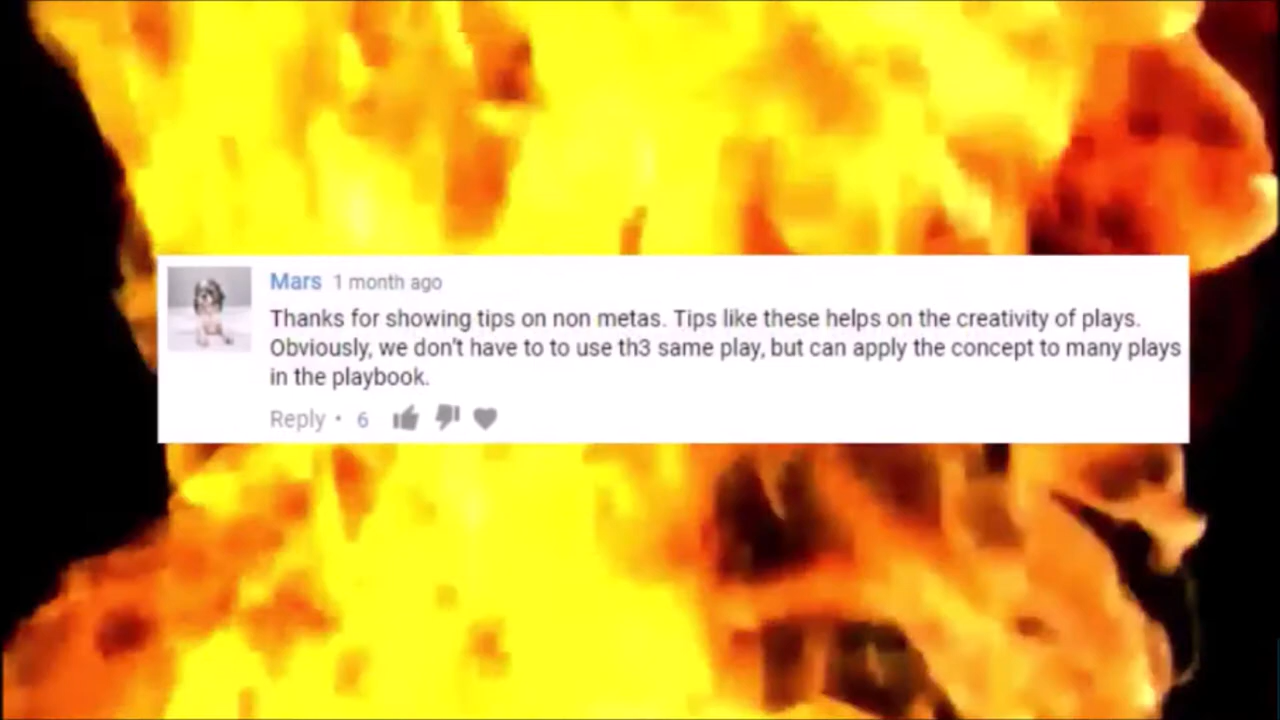 Mars 1 month ago
Thanks for showing tips on non metas. Tips like these helps on the creativity of plays.
Obviously, we don't have to to use th3 same play, but can apply the concept to many plays
in the playbook.
Reply • 6